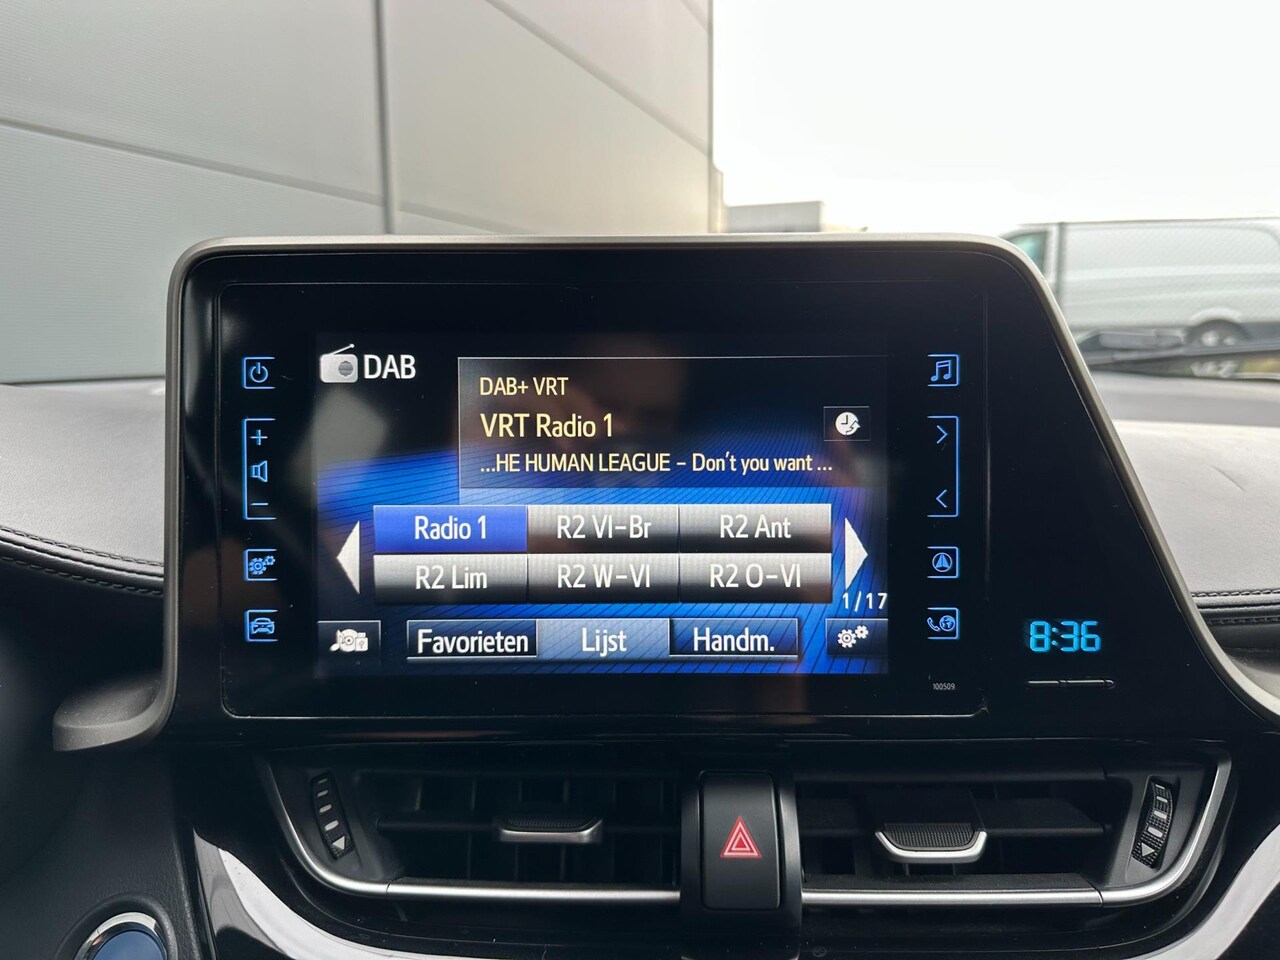 DAB
DAB+ VRT
VRT Radio 1
...HE HUMAN LEAGUE – Don't you want ...
Radio 1
R2 Vl-Br
R2 Ant
R2 Lim
R2 W-Vl
R2 O-Vl
1/17
Favorieten
Lijst
Handm.
100509
8:36